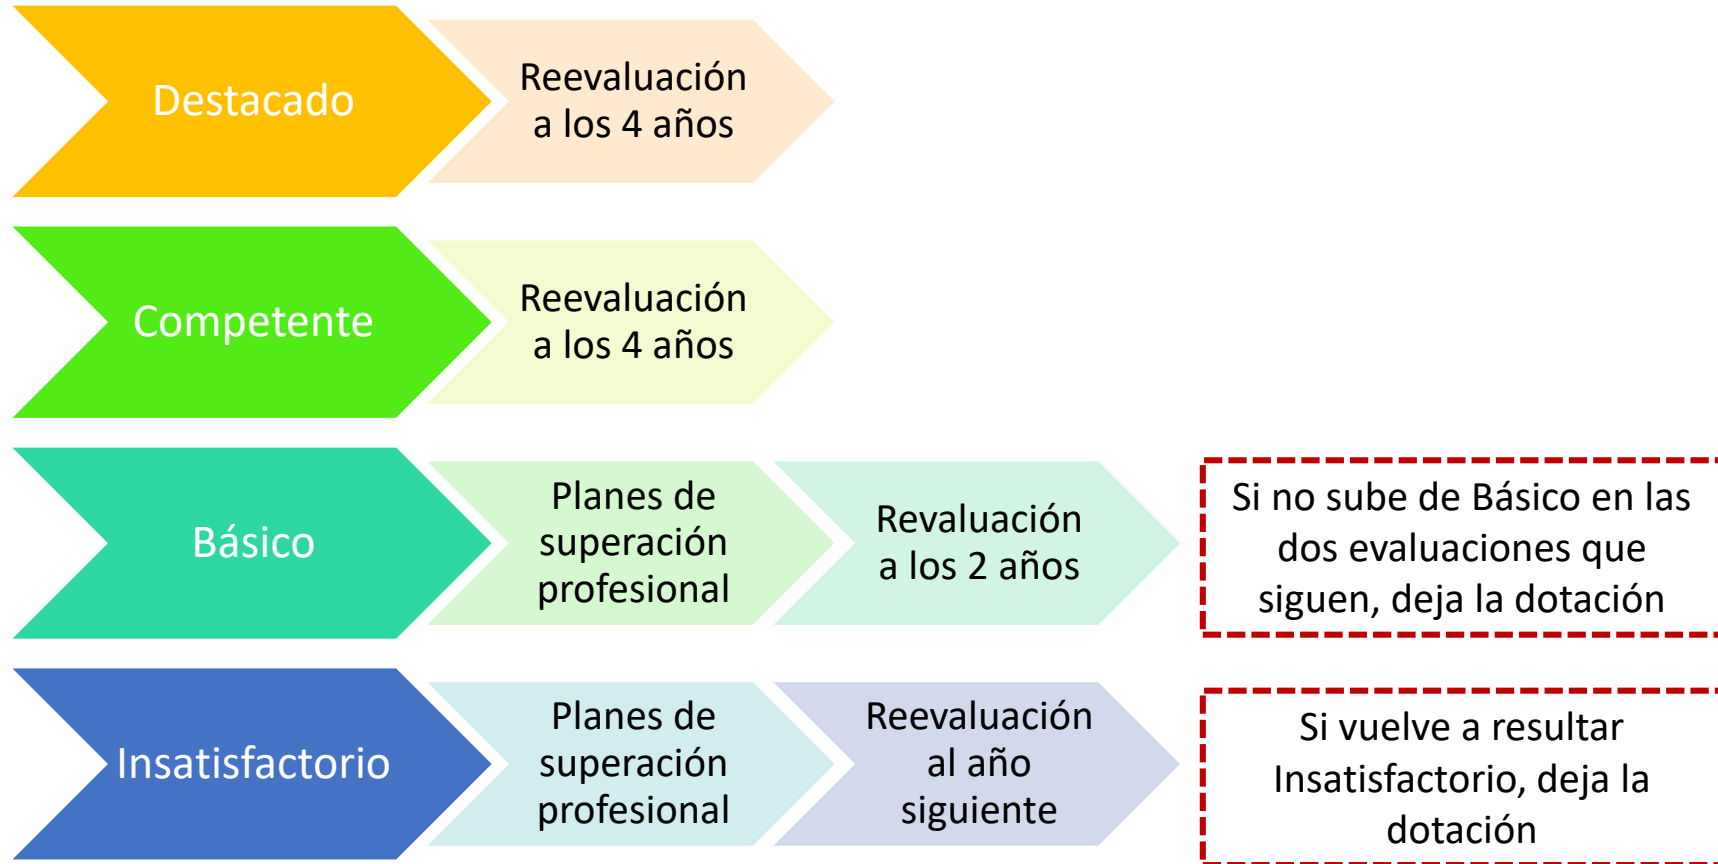 Destacado
Reevaluación
a los 4 años
Competente
Reevaluación
a los 4 años
Básico
Planes de
superación
profesional
Revaluación
a los 2 años
Si no sube de Básico en las
dos evaluaciones que
siguen, deja la dotación
Insatisfactorio
Planes de
superación
profesional
Reevaluación
al año
siguiente
Si vuelve a resultar
Insatisfactorio, deja la
dotación